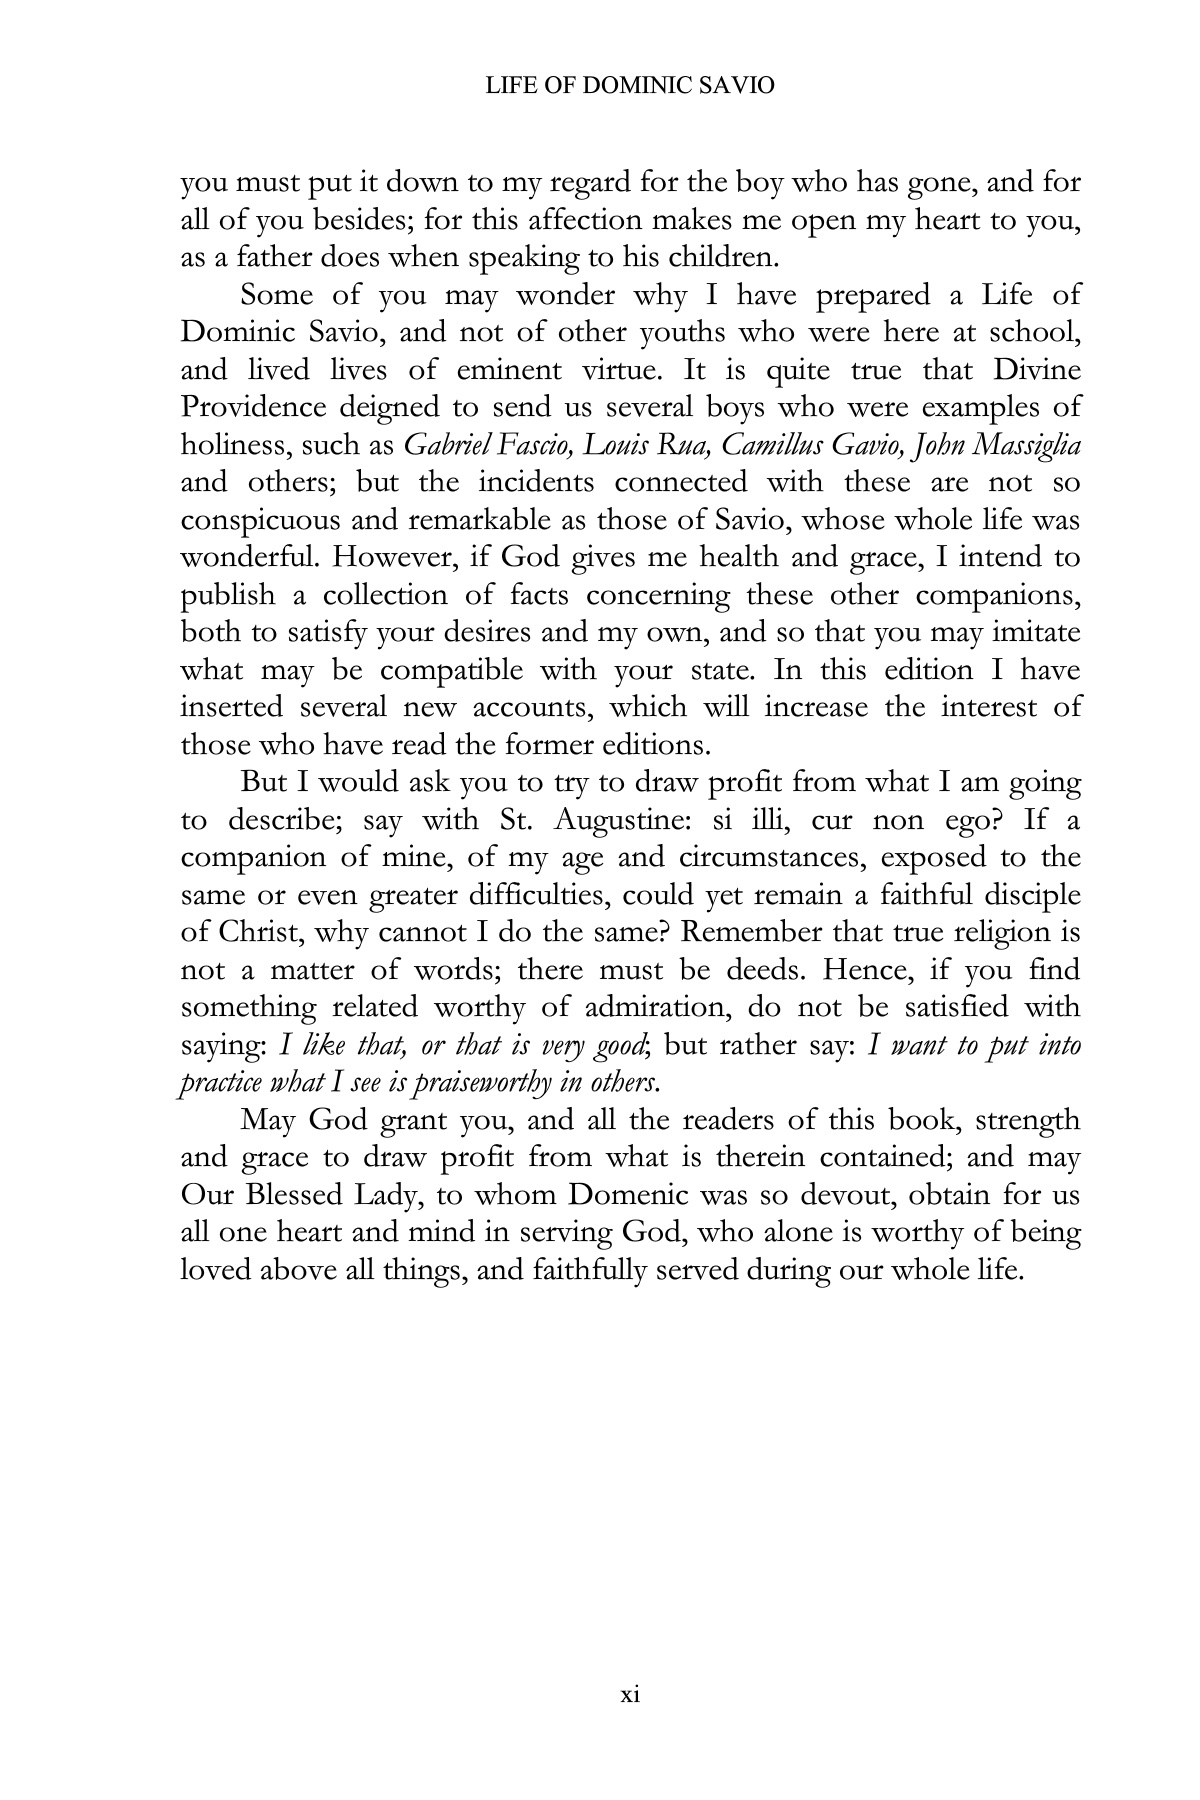 LIFE OF DOMINIC SAVIO
you must put it down to my regard for the boy who has gone, and for
all of you besides; for this affection makes me open my heart to you,
as a father does when speaking to his children.
Some of you may wonder why I have prepared a Life of
Dominic Savio, and not of other youths who were here at school,
and lived lives of eminent virtue. It is quite true that Divine
Providence deigned to send us several boys who were examples of
holiness, such as Gabriel Fascio, Louis Rua, Camillus Gavio, John Massiglia
and others; but the incidents connected with these are not so
conspicuous and remarkable as those of Savio, whose whole life was
wonderful. However, if God gives me health and grace, I intend to
publish a collection of facts concerning these other companions,
both to satisfy your desires and my own, and so that you may imitate
what may be compatible with your state. In this edition I have
inserted several new accounts, which will increase the interest of
those who have read the former editions.
But I would ask you to try to draw profit from what I am going
to describe; say with St. Augustine: si illi, cur non ego? If a
companion of mine, of my age and circumstances, exposed to the
same or even greater difficulties, could yet remain a faithful disciple
of Christ, why cannot I do the same? Remember that true religion is
not a matter of words; there must be deeds. Hence, if you find
something related worthy of admiration, do not be satisfied with
saying: I like that, or that is very good; but rather say: I want to put into
practice what I see is praiseworthy in others.
May God grant you, and all the readers of this book, strength
and grace to draw profit from what is therein contained; and may
Our Blessed Lady, to whom Domenic was so devout, obtain for us
all one heart and mind in serving God, who alone is worthy of being
loved above all things, and faithfully served during our whole life.
xi